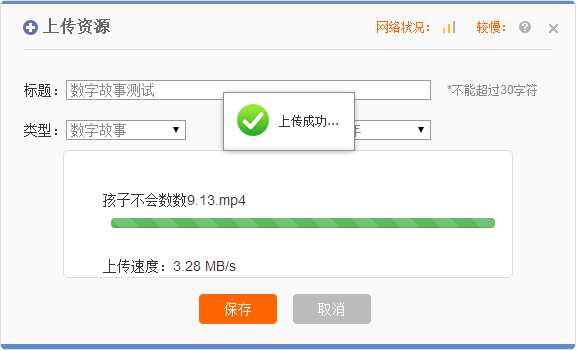 上传资源 网络状况： 较慢： ? ×
标题： 数字故事测试 *不能超过30字符
类型： 数字故事 年
上传成功...
孩子不会数数9.13.mp4
上传速度：3.28 MB/s
保存 取消